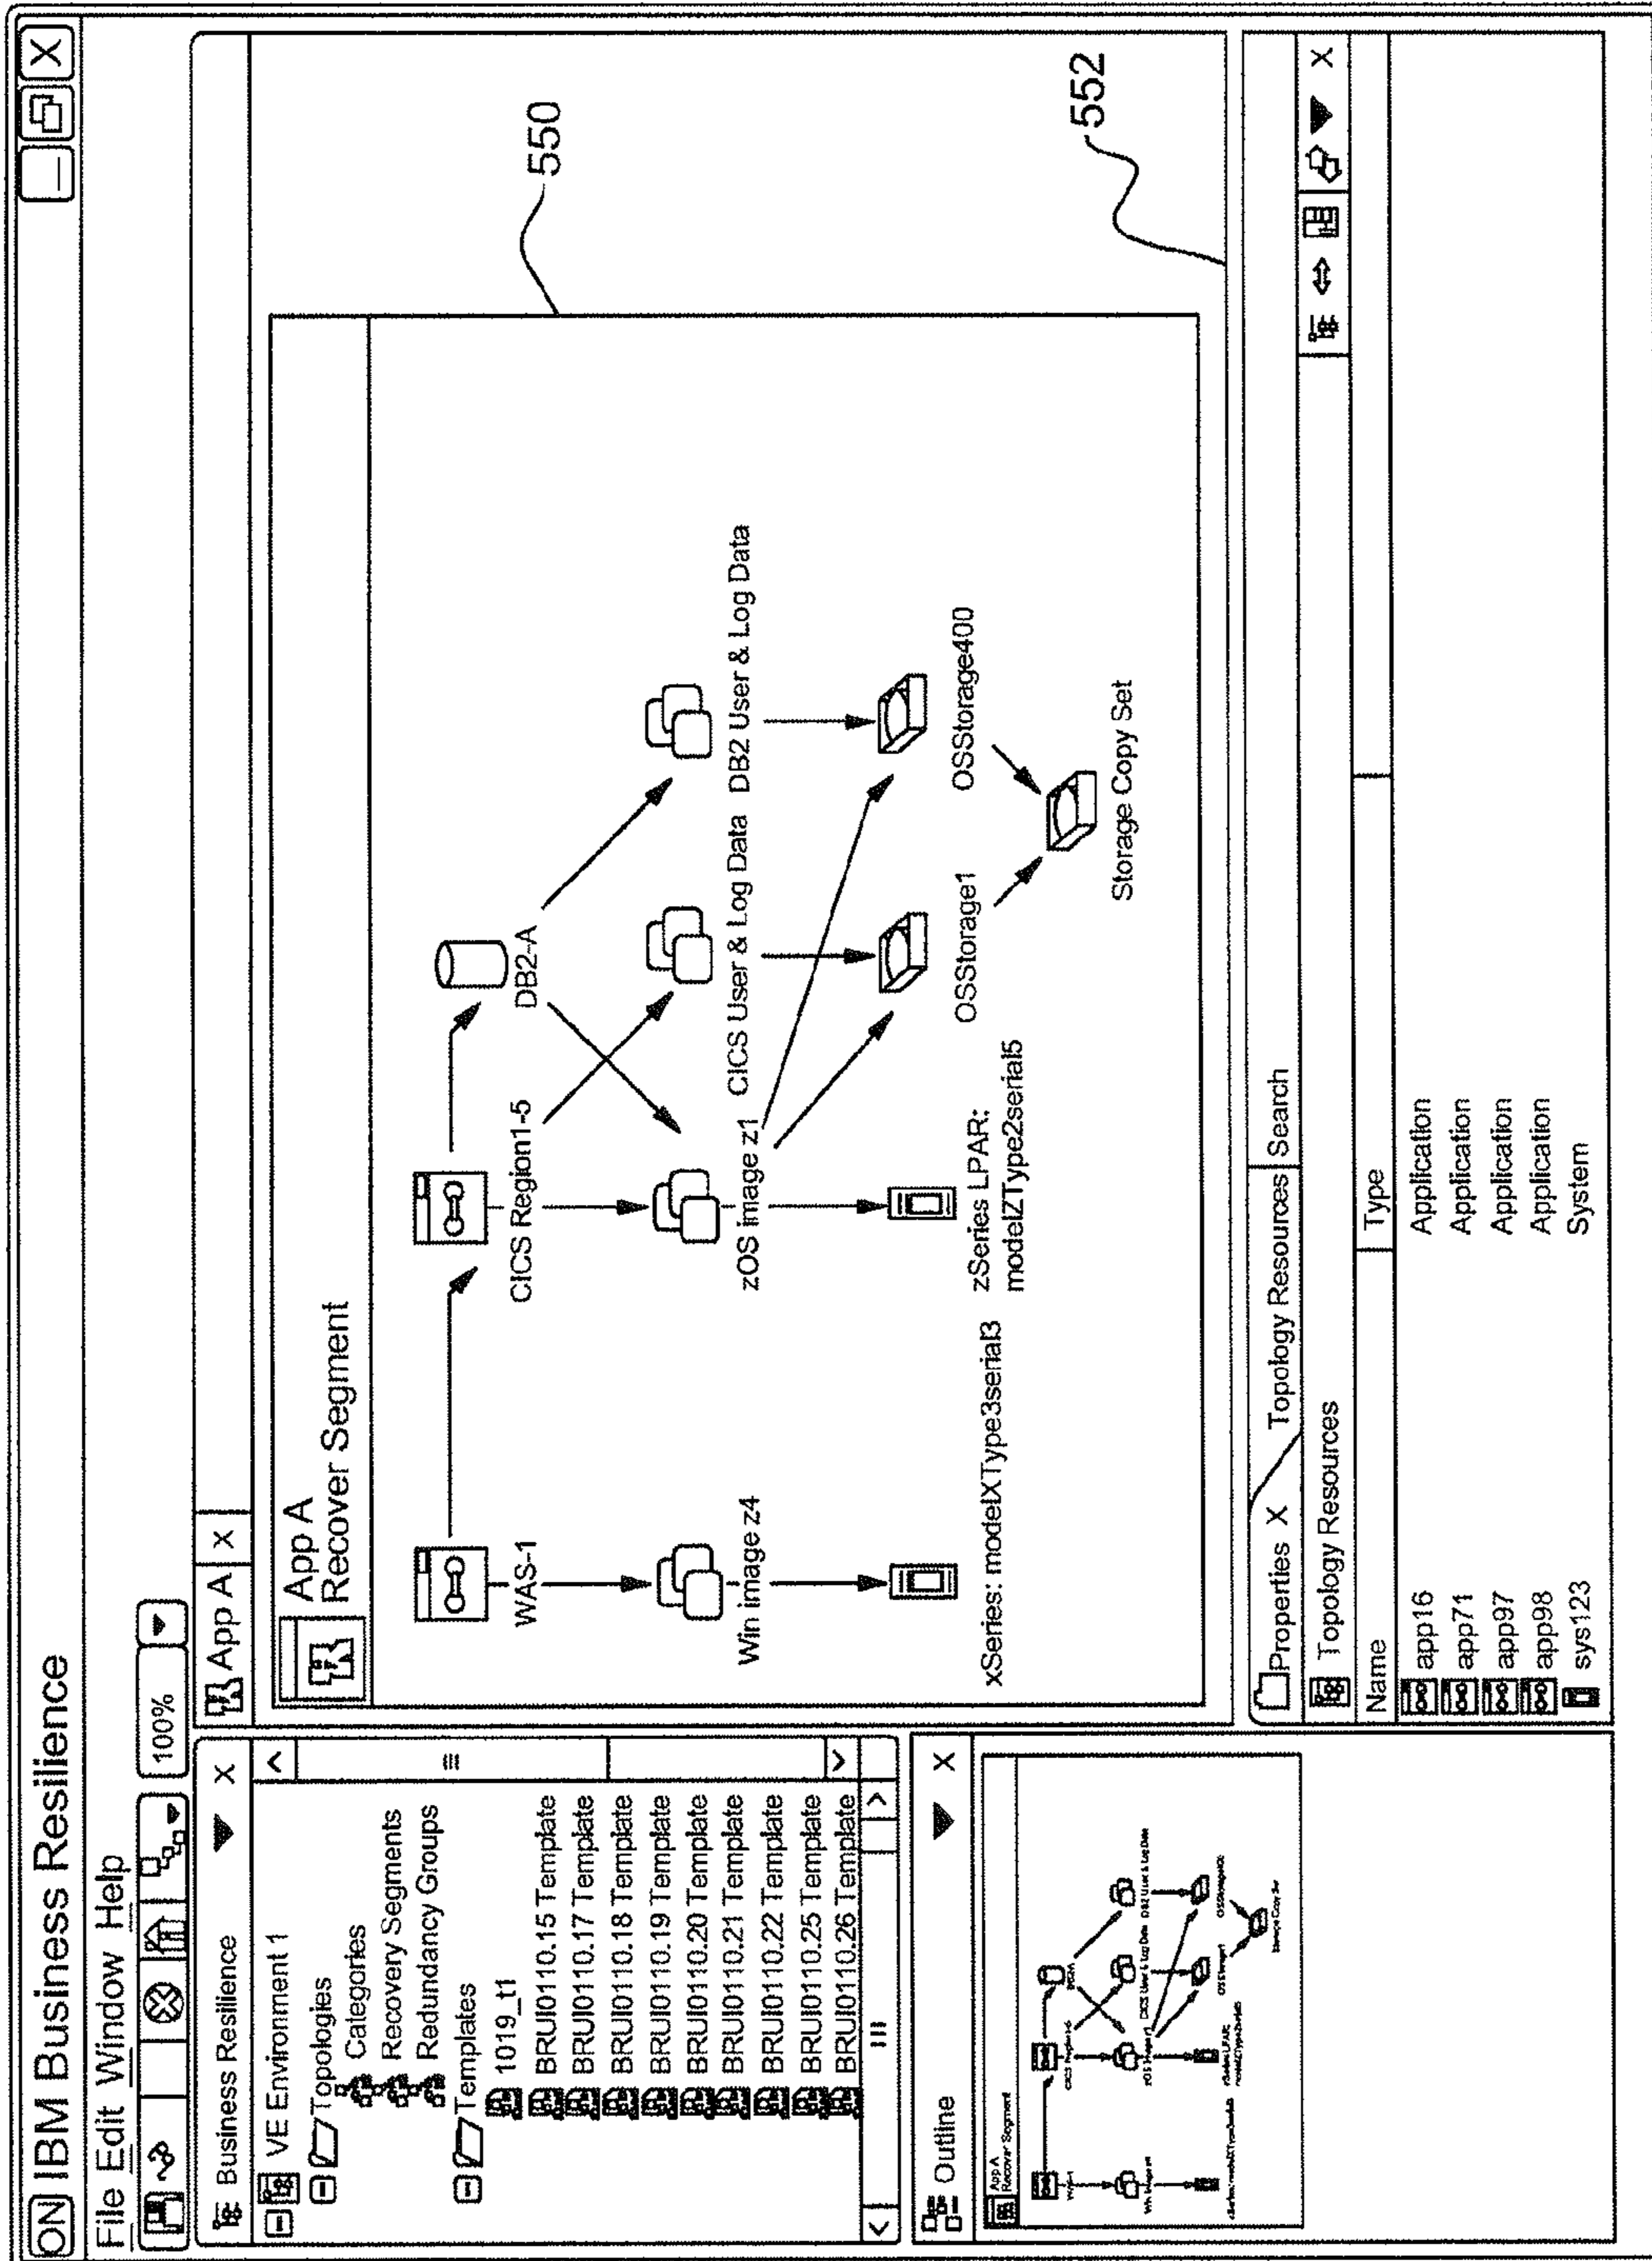 ON IBM Business Resilience
File Edit Window Help
100%
Business Resilience X
VE Environment 1
Topologies
Categories
Recovery Segments
Redundancy Groups
Templates
1019_t1
BRUI0110.15 Template
BRUI0110.17 Template
BRUI0110.18 Template
BRUI0110.19 Template
BRUI0110.20 Template
BRUI0110.21 Template
BRUI0110.22 Template
BRUI0110.25 Template
BRUI0110.26 Template
Outline X
App A
Recover Segment
App A X
App A
Recover Segment
550
WAS-1
CICS Region1-5
DB2-A
Win image z4
zOS image z1
CICS User & Log Data
DB2 User & Log Data
xSeries: modelXType3serial3
zSeries LPAR:
modelZType2serial5
OSStorage1
OSStorage400
Storage Copy Set
552
Properties X Topology Resources Search
Topology Resources X
Name Type
app16 Application
app71 Application
app97 Application
app98 Application
sys123 System